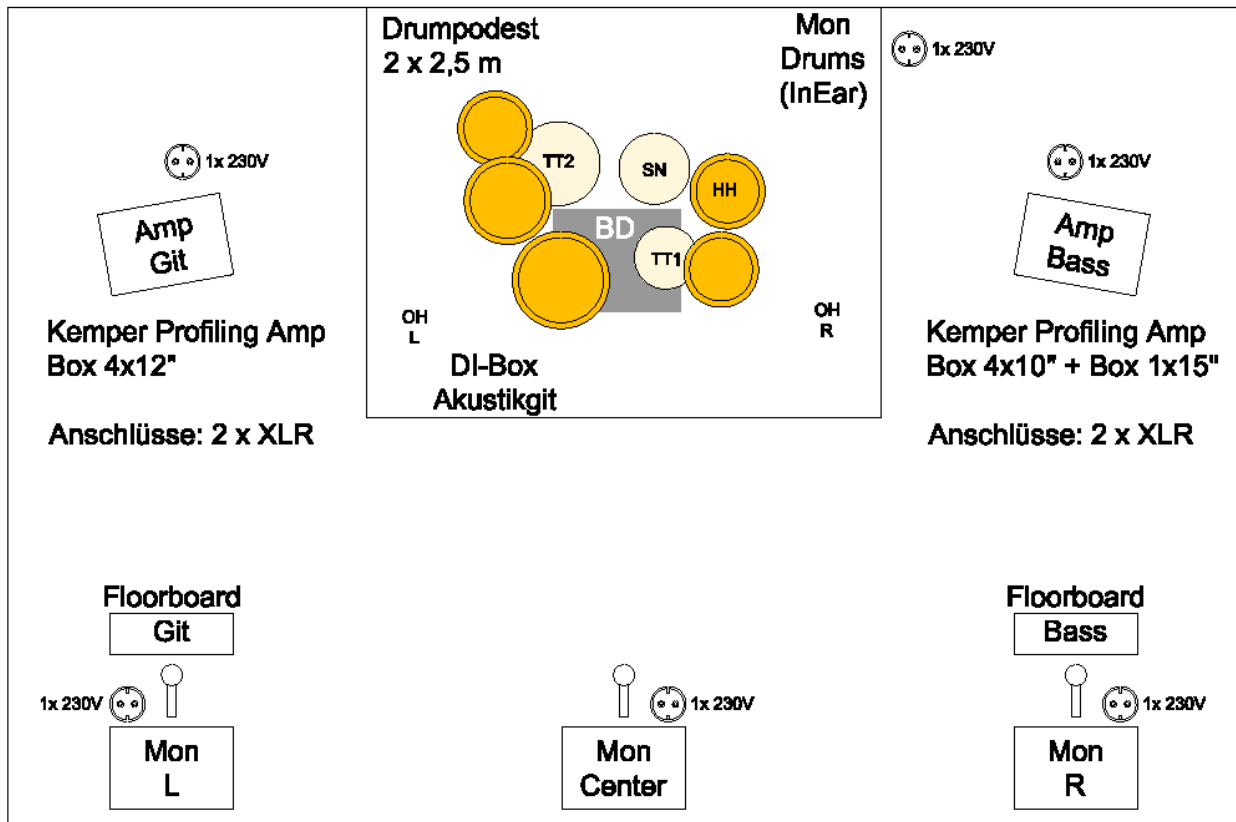 Drumpodest
2 x 2,5 m
Mon
Drums
(InEar)
1x 230V
1x 230V
TT2
SN
HH
BD
TT1
1x 230V
Amp
Git
Amp
Bass
OH
L
OH
R
Kemper Profiling Amp
Box 4x12"
DI-Box
Akustikgit
Kemper Profiling Amp
Box 4x10" + Box 1x15"
Anschlüsse: 2 x XLR
Anschlüsse: 2 x XLR
Floorboard
Git
Floorboard
Bass
1x 230V
1x 230V
1x 230V
Mon
L
Mon
Center
Mon
R